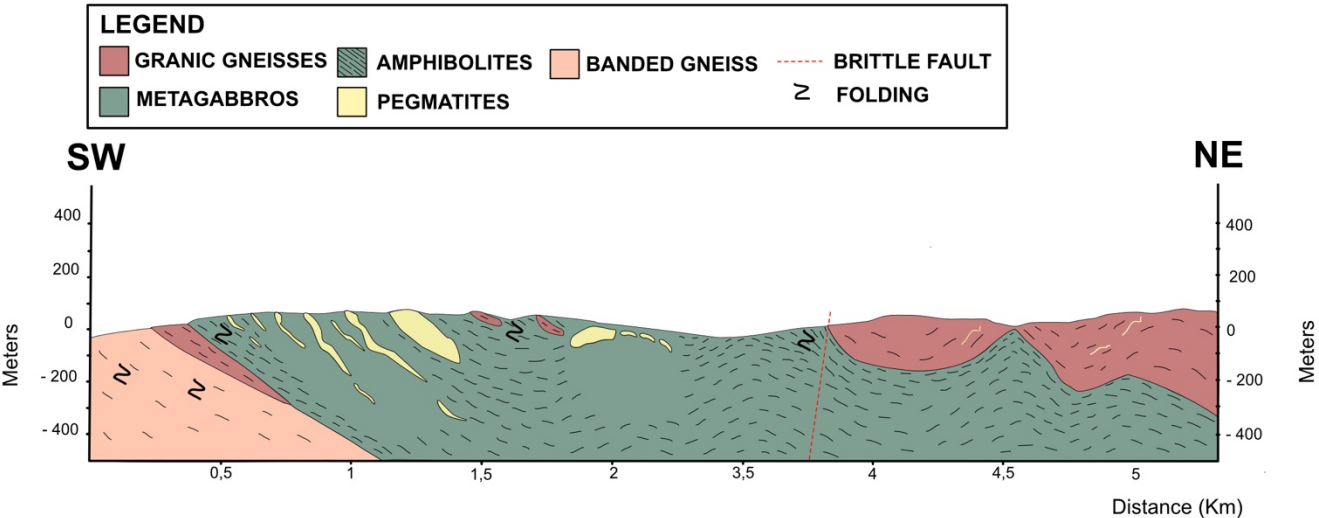 LEGEND
GRANIC GNEISSES AMPHIBOLITES BANDED GNEISS BRITTLE FAULT
METAGABBROS PEGMATITES FOLDING
SW NE
400 400
200 200
0 0
- 200 - 200
- 400 - 400
Meters Meters
0,5 1 1,5 2 3,5 4 4,5 5
Distance (Km)